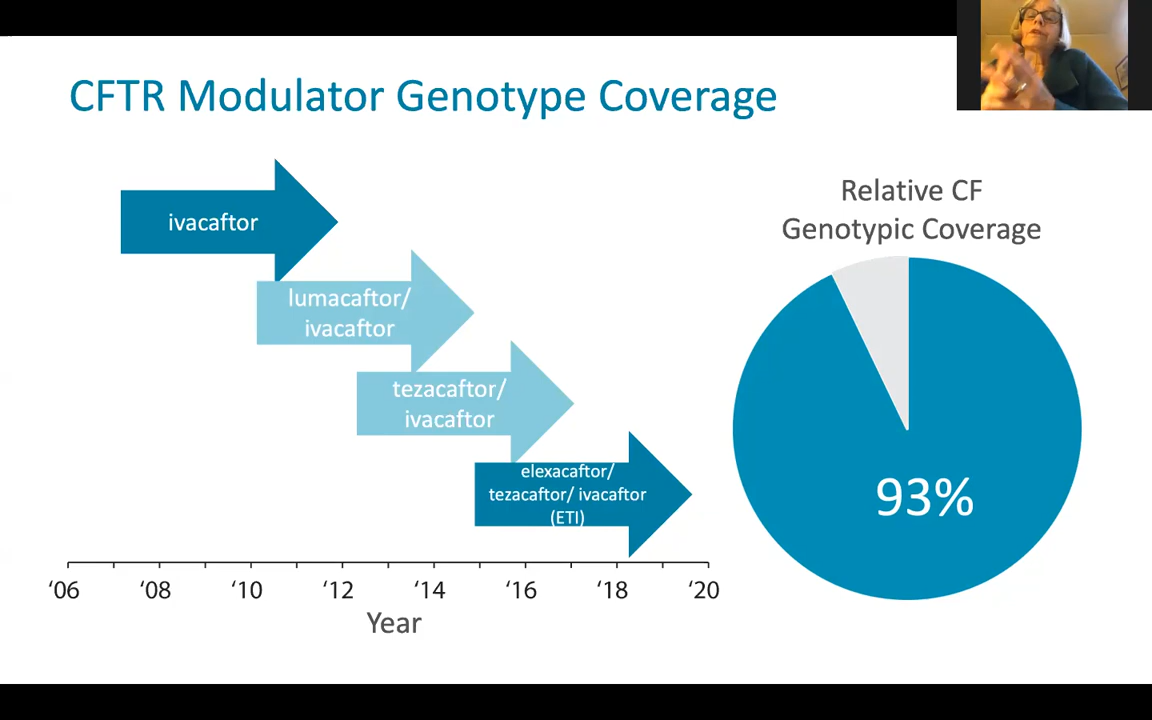 CFTR Modulator Genotype Coverage
ivacaftor
lumacaftor/
ivacaftor
tezacaftor/
ivacaftor
elexacaftor/
tezacaftor/ ivacaftor
(ETI)
‘06 ‘08 ‘10 ‘12 ‘14 ‘16 ‘18 ‘20
Year
Relative CF
Genotypic Coverage
93%